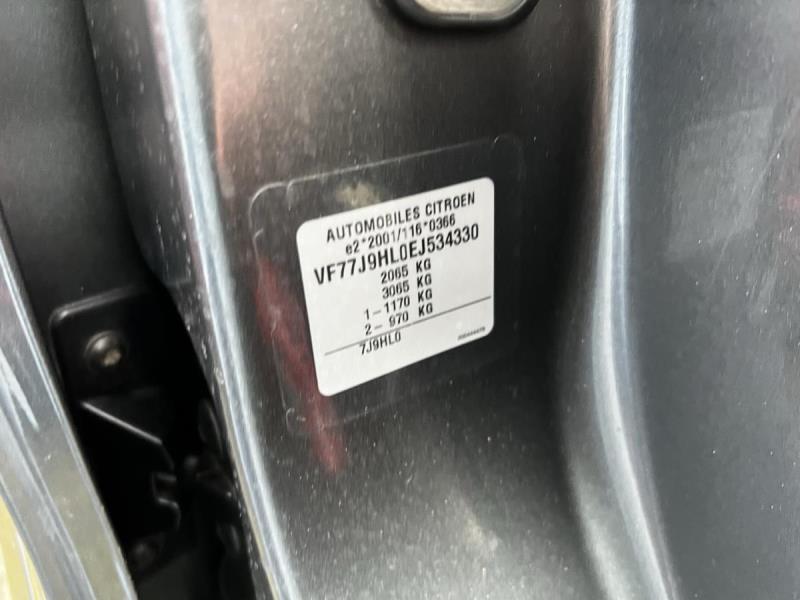 AUTOMOBILES CITROEN
e2*2001/116*0366
VF77J9HL0EJ534330
2065 KG
3065 KG
1-1170 KG
2- 970 KG
7J9HL0